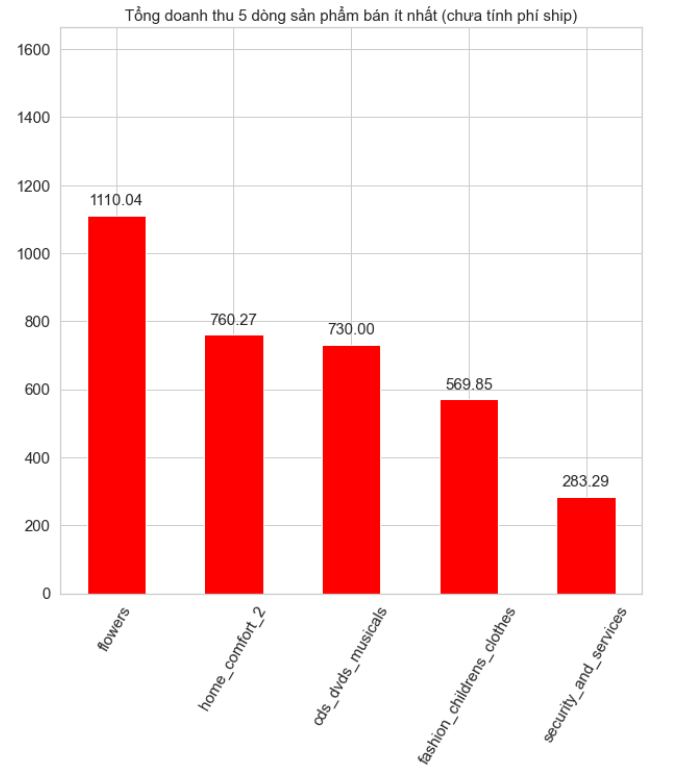 Tổng doanh thu 5 dòng sản phẩm bán ít nhất (chưa tính phí ship)
1600
1400
1200
1000
800
600
400
200
0
1110.04
760.27
730.00
569.85
283.29
flowers
home_comfort_2
cds_dvds_musicals
fashion_childrens_clothes
security_and_services